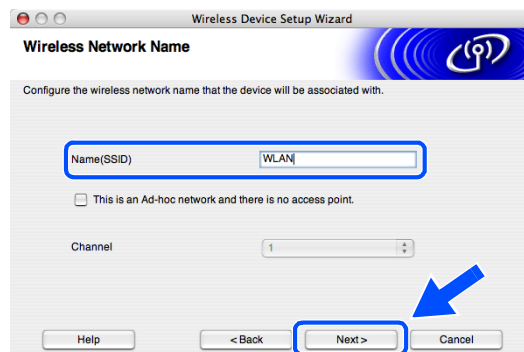 Wireless Device Setup Wizard
Wireless Network Name
Configure the wireless network name that the device will be associated with.
Name(SSID) WLAN
This is an Ad-hoc network and there is no access point.
Channel 1
Help < Back Next > Cancel